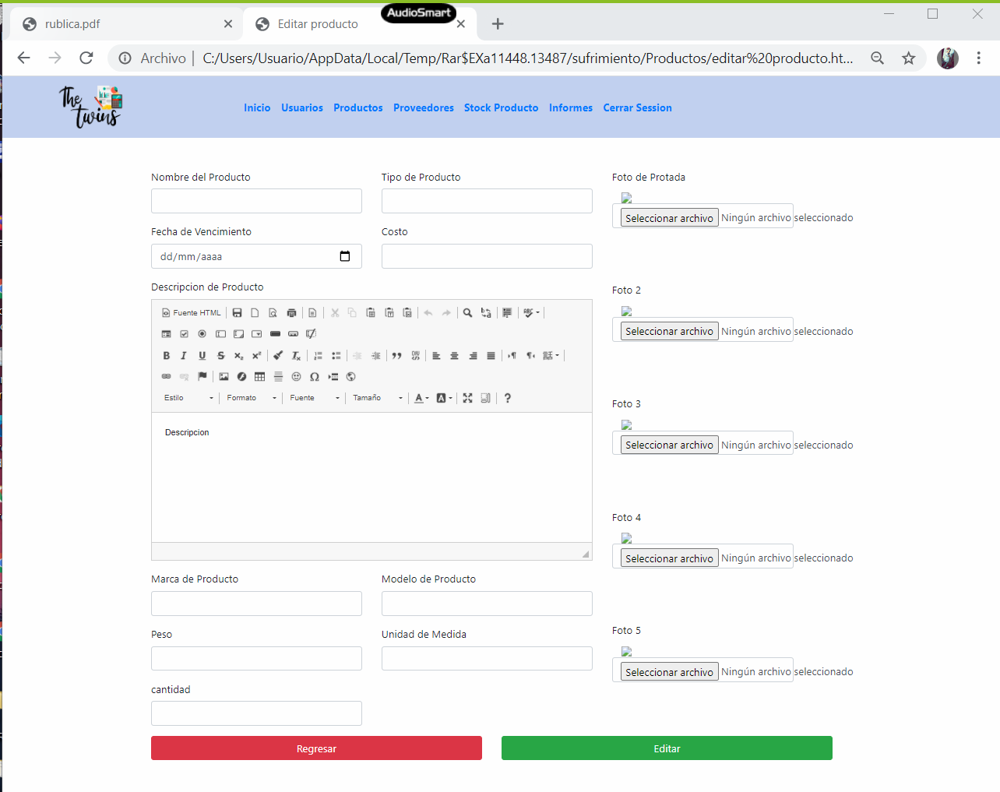 AudioSmart
rublica.pdf
Editar producto
Archivo | C:/Users/Usuario/AppData/Local/Temp/Rar$EXa11448.13487/sufrimiento/Productos/editar%20producto.ht...
The twins
Inicio Usuarios Productos Proveedores Stock Producto Informes Cerrar Session
Nombre del Producto Tipo de Producto Foto de Protada
Seleccionar archivo Ningún archivo seleccionado
Fecha de Vencimiento Costo
dd/mm/aaaa
Descripcion de Producto Foto 2
Fuente HTML
Seleccionar archivo Ningún archivo seleccionado
Estilo Formato Fuente Tamaño
Foto 3
Descripcion
Seleccionar archivo Ningún archivo seleccionado
Foto 4
Seleccionar archivo Ningún archivo seleccionado
Marca de Producto Modelo de Producto
Peso Unidad de Medida Foto 5
Seleccionar archivo Ningún archivo seleccionado
cantidad
Regresar Editar